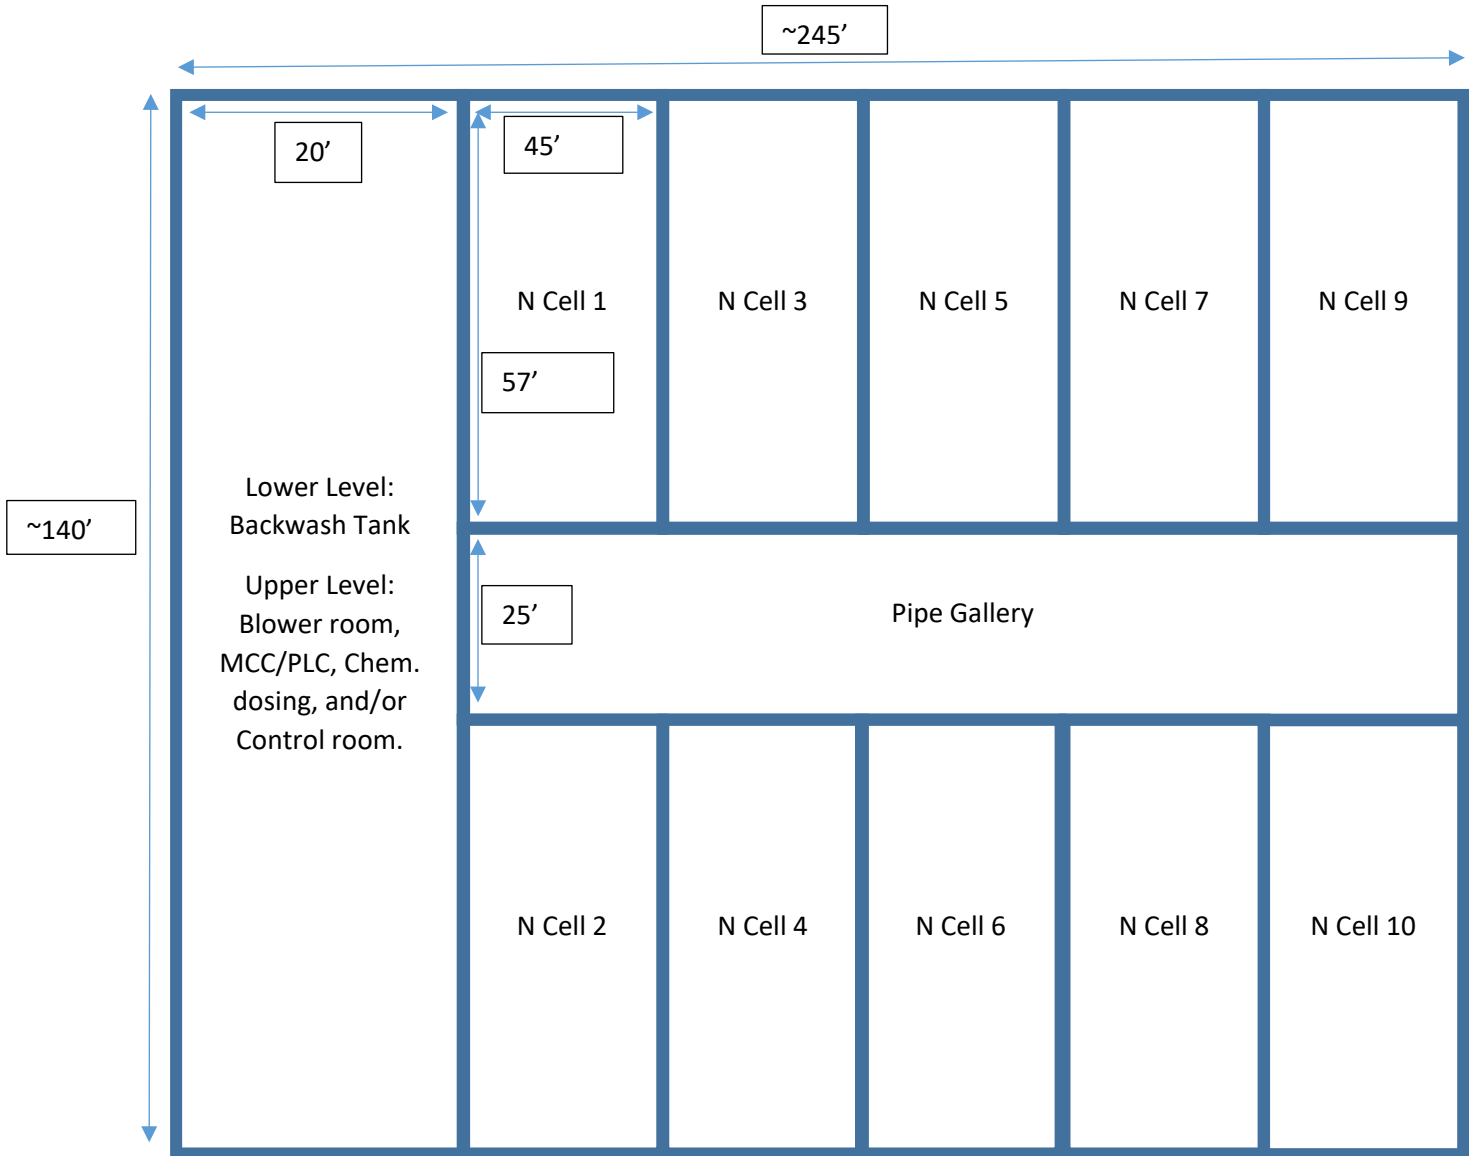 ~245’
20’
45’
N Cell 1
N Cell 3
N Cell 5
N Cell 7
N Cell 9
57’
Lower Level:
Backwash Tank
~140’
Upper Level:
Blower room,
MCC/PLC, Chem.
dosing, and/or
Control room.
25’
Pipe Gallery
N Cell 2
N Cell 4
N Cell 6
N Cell 8
N Cell 10